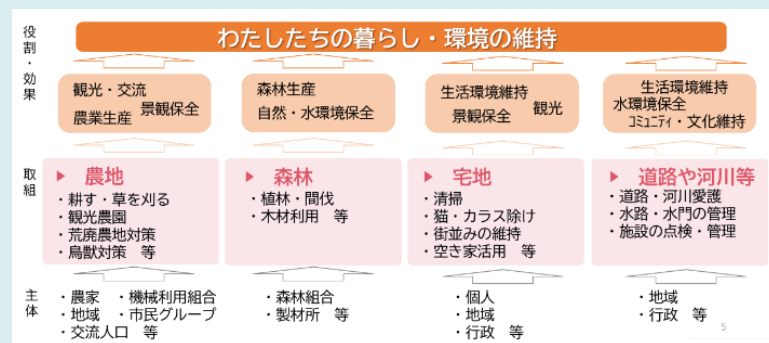 役割・効果
わたしたちの暮らし・環境の維持
観光・交流
農業生産 景観保全
森林生産
自然・水環境保全
生活環境維持
景観保全 観光
生活環境維持
水環境保全
コミュニティ・文化維持
取組
▶ 農地
・耕す・草を刈る
・観光農園
・荒廃農地対策
・鳥獣対策 等
▶ 森林
・植林・間伐
・木材利用 等
▶ 宅地
・清掃
・猫・カラス除け
・街並みの維持
・空き家活用 等
▶ 道路や河川等
・道路・河川愛護
・水路・水門の管理
・施設の点検・管理
主体
・農家 ・機械利用組合
・地域 ・市民グループ
・交流人口 等
・森林組合
・製材所 等
・個人
・地域
・行政 等
・地域
・行政 等
5